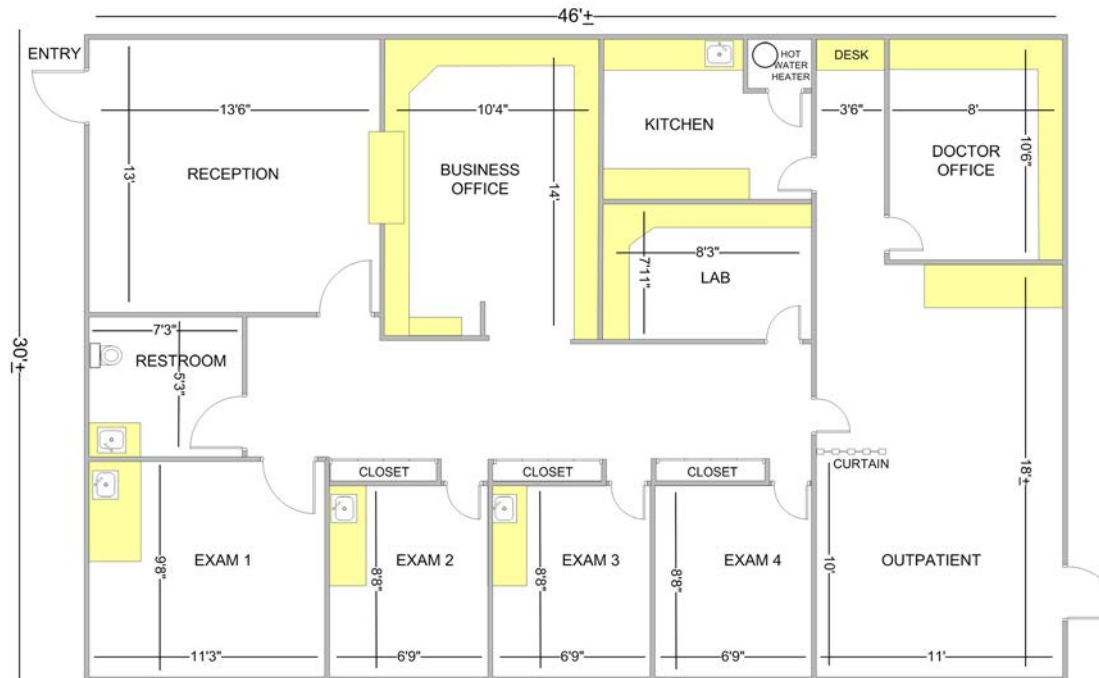 46'±
ENTRY
30'±
13'6"
13'
RECEPTION
10'4"
14'
BUSINESS
OFFICE
KITCHEN
HOT
WATER
HEATER
DESK
3'6"
8'
10'6"
DOCTOR
OFFICE
8'3"
7'11"
LAB
7'3"
RESTROOM
5'3"
CLOSET
CLOSET
CLOSET
CURTAIN
18'±
9'8"
EXAM 1
11'3"
8'8"
EXAM 2
6'9"
8'8"
EXAM 3
6'9"
8'8"
EXAM 4
6'9"
10'
OUTPATIENT
11'